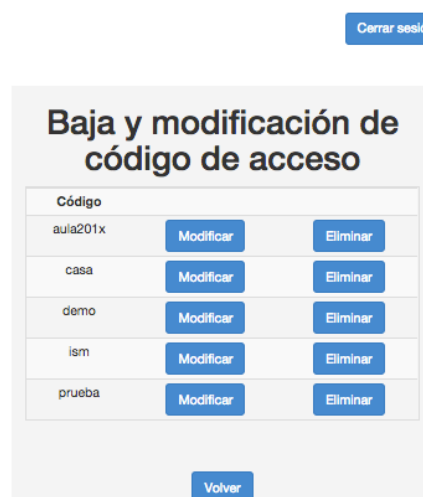 Cerrar
Baja y modificación de
código de acceso
Código
aula201x Modificar Eliminar
casa Modificar Eliminar
demo Modificar Eliminar
ism Modificar Eliminar
prueba Modificar Eliminar
Volver